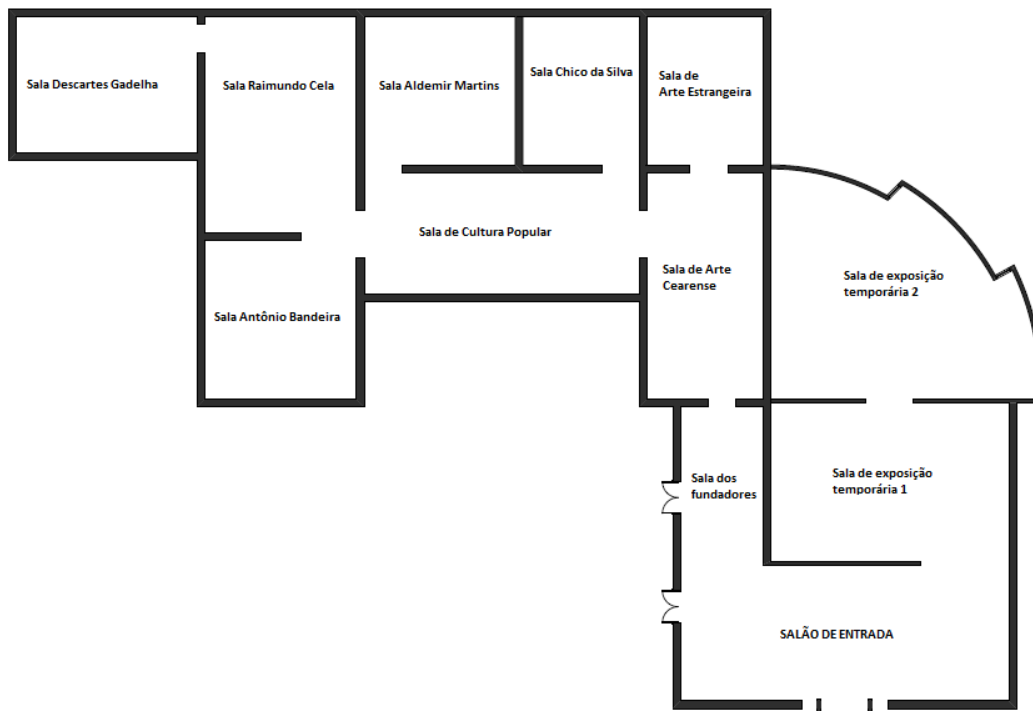 Sala Descartes Gadelha
Sala Raimundo Cela
Sala Aldemir Martins
Sala Chico da Silva
Sala de
Arte Estrangeira
Sala de Cultura Popular
Sala de Arte
Cearense
Sala de exposição
temporária 2
Sala Antônio Bandeira
Sala dos
fundadores
Sala de exposição
temporária 1
SALÃO DE ENTRADA